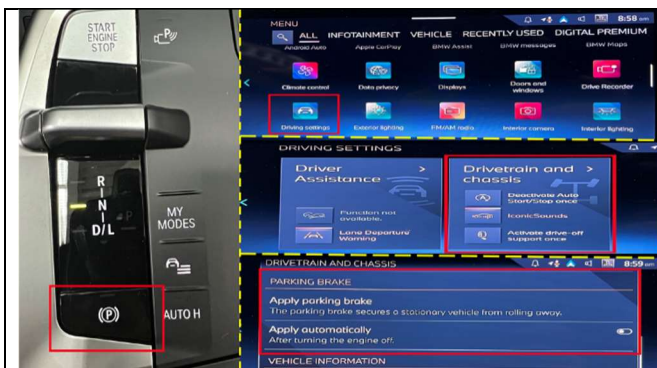 START
ENGINE
STOP
P
R
N
D/L
MY
MODES
(P)
AUTO H
MENU
8:58 am
ALL INFOTAINMENT VEHICLE RECENTLY USED DIGITAL PREMIUM
Android Auto Apple CarPlay BMW Assist BMW messages BMW Maps
Climate control Data privacy Displays Doors and windows Drive Recorder
Driving settings Exterior lighting FM/AM radio Interior camera Interior lighting
DRIVING SETTINGS
Driver Assistance >
Function not available.
Lane Departure Warning
Drivetrain and chassis >
Deactivate Auto Start/Stop once
IconicSounds
Activate drive-off support once
DRIVETRAIN AND CHASSIS
8:59 am
PARKING BRAKE
Apply parking brake
The parking brake secures a stationary vehicle from rolling away.
Apply automatically
After turning the engine off.
VEHICLE INFORMATION